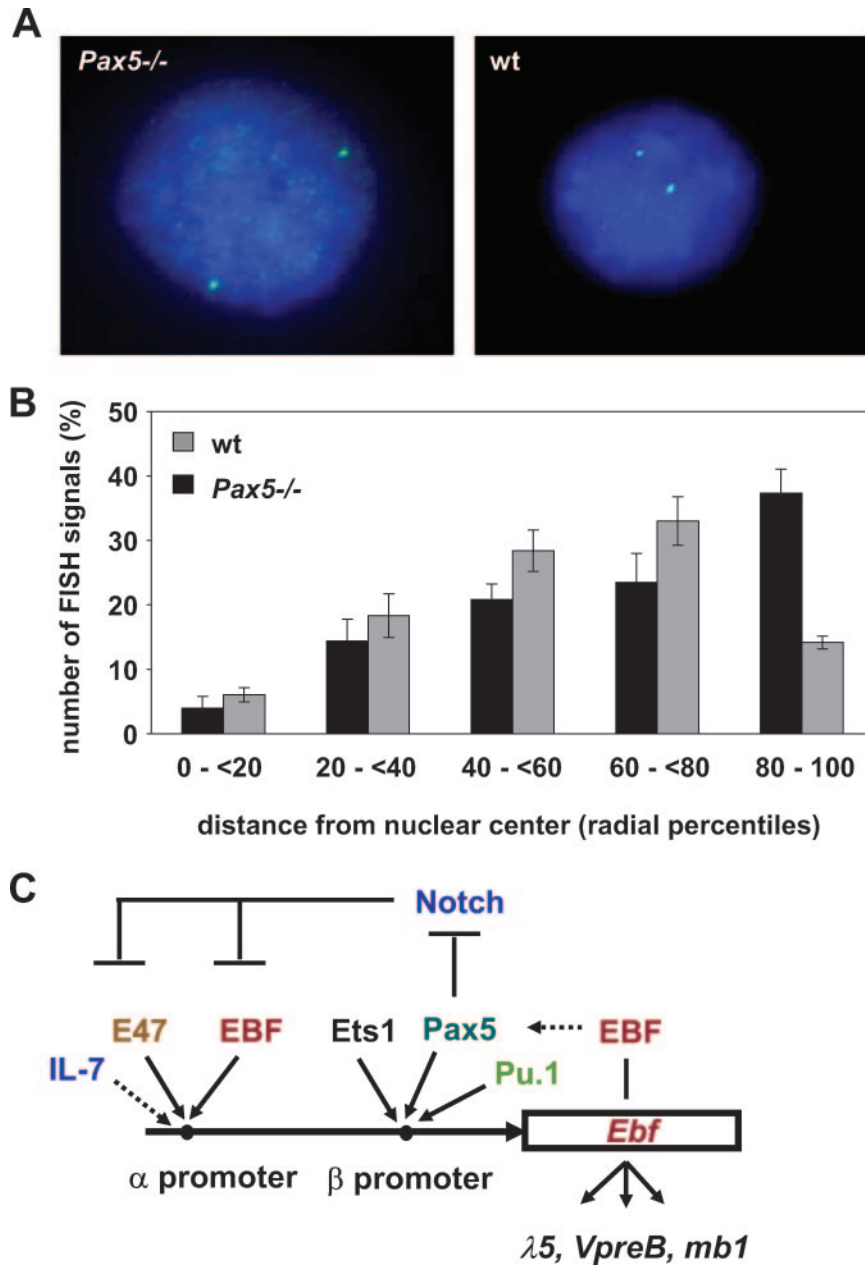 A
Pax5-/-
wt
B
number of FISH signals (%)
50
40
30
20
10
0
wt
Pax5-/-
0 - <20
20 - <40
40 - <60
60 - <80
80 - 100
distance from nuclear center (radial percentiles)
C
Notch
E47
EBF
Ets1
Pax5
EBF
IL-7
Pu.1
Ebf
α promoter
β promoter
λ5, VpreB, mb1